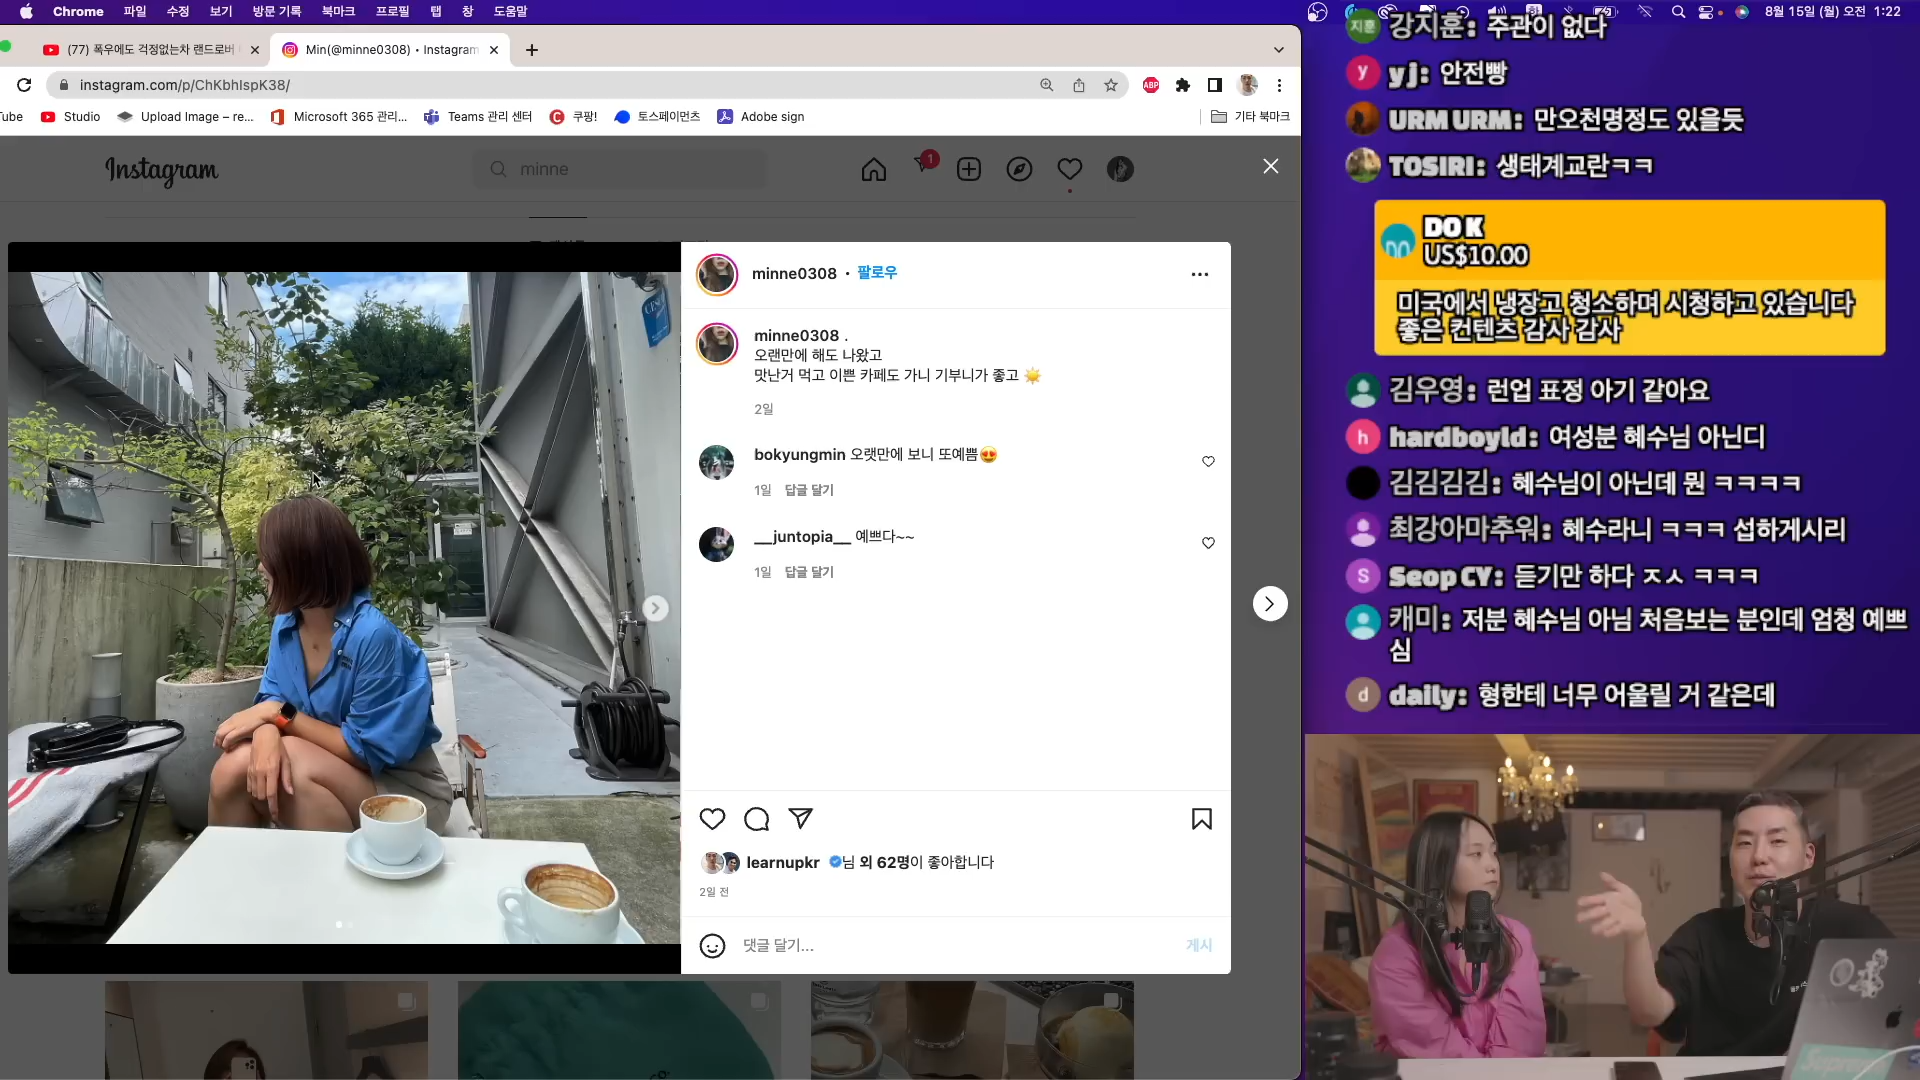 Chrome 파일 수정 보기 방문 기록 북마크 프로필 탭 창 도움말
8월 15일 (월) 오전 1:22
(77) 폭우에도 걱정없는차 랜드로버
Min(@minne0308) • Instagram
instagram.com/p/ChKbhIspK38/
ABP
Tube Studio Upload Image – re... Microsoft 365 관리... Teams 관리 센터 쿠팡! 토스페이먼츠 Adobe sign 기타 북마크
Instagram
minne
1
minne0308 • 팔로우
minne0308 .
오랜만에 해도 나왔고
맛난거 먹고 이쁜 카페도 가니 기부니가 좋고 ☀️
2일
bokyungmin 오랫만에 보니 또예쁨😍
1일 답글 달기
__juntopia__ 예쁘다~~
1일 답글 달기
learnupkr 님 외 62명이 좋아합니다
2일 전
댓글 달기...
게시
지훈 강지훈: 주관이 없다
y yj: 안전빵
URM URM: 만오천명정도 있을듯
TOSIRI: 생태계교란ㅋㅋ
DO K
US$10.00
미국에서 냉장고 청소하며 시청하고 있습니다
좋은 컨텐츠 감사 감사
김우영: 런업 표정 아기 같아요
h hardboyld: 여성분 혜수님 아닌디
김김김김: 혜수님이 아닌데 뭔 ㅋㅋㅋㅋ
최강아마추워: 혜수라니 ㅋㅋㅋ 섭하게시리
S Seop CY: 듣기만 하다 ㅈㅅ ㅋㅋㅋ
캐미: 저분 혜수님 아님 처음보는 분인데 엄청 예쁘
심
d daily: 형한테 너무 어울릴 거 같은데
Supreme